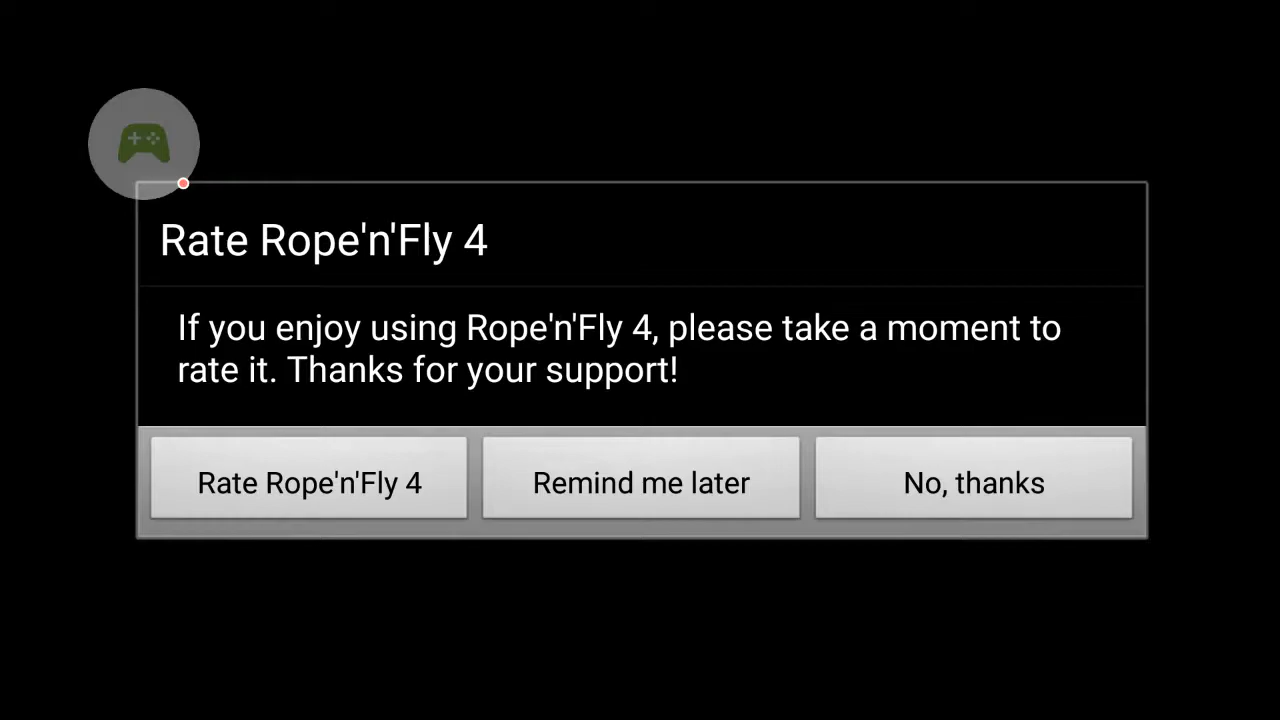 Rate Rope'n'Fly 4
If you enjoy using Rope'n'Fly 4, please take a moment to
rate it. Thanks for your support!
Rate Rope'n'Fly 4
Remind me later
No, thanks